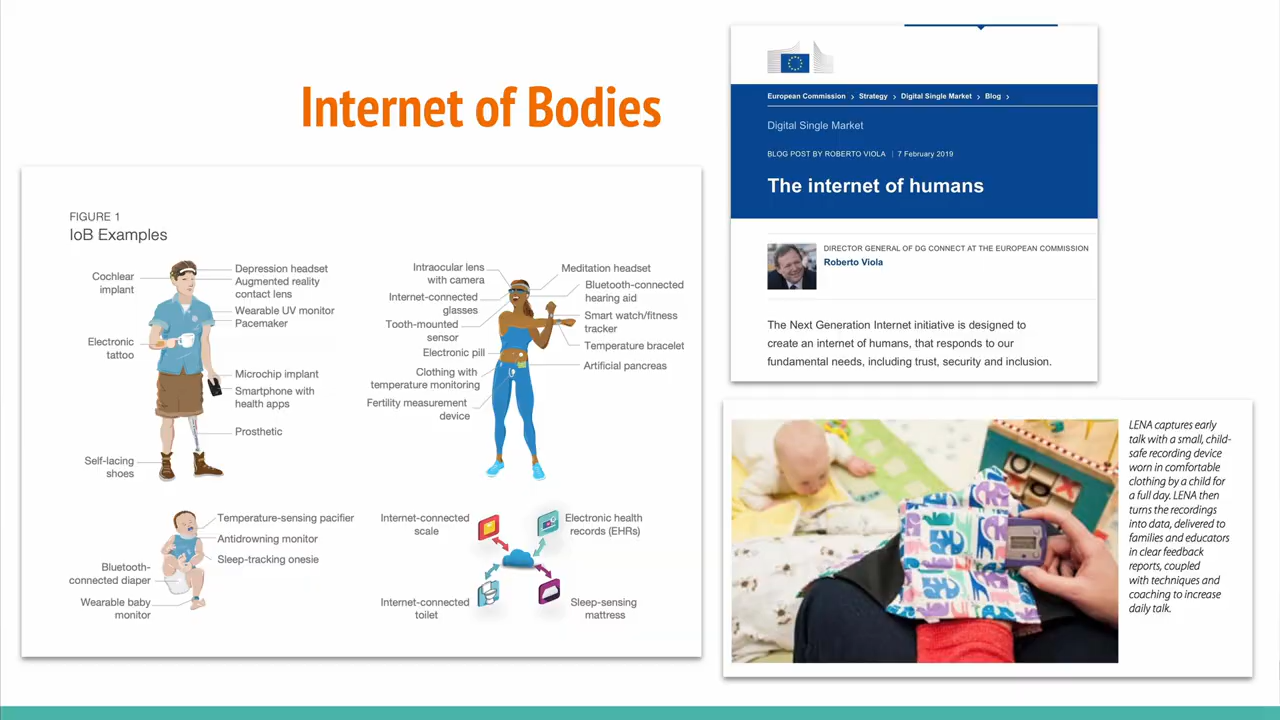 Internet of Bodies
FIGURE 1
IoB Examples
Cochlear
implant
Electronic
tattoo
Self-lacing
shoes
Depression headset
Augmented reality
contact lens
Wearable UV monitor
Pacemaker
Microchip implant
Smartphone with
health apps
Prosthetic
Intraocular lens
with camera
Internet-connected
glasses
Tooth-mounted
sensor
Electronic pill
Clothing with
temperature monitoring
Fertility measurement
device
Meditation headset
Bluetooth-connected
hearing aid
Smart watch/fitness
tracker
Temperature bracelet
Artificial pancreas
Temperature-sensing pacifier
Antidrowning monitor
Sleep-tracking onesie
Bluetooth-
connected diaper
Wearable baby
monitor
Internet-connected
scale
Electronic health
records (EHRs)
Internet-connected
toilet
Sleep-sensing
mattress
European Commission › Strategy › Digital Single Market › Blog ›
Digital Single Market
BLOG POST BY ROBERTO VIOLA | 7 February 2019
The internet of humans
DIRECTOR GENERAL OF DG CONNECT AT THE EUROPEAN COMMISSION
Roberto Viola
The Next Generation Internet initiative is designed to
create an internet of humans, that responds to our
fundamental needs, including trust, security and inclusion.
LENA captures early
talk with a small, child-
safe recording device
worn in comfortable
clothing by a child for
a full day. LENA then
turns the recordings
into data, delivered to
families and educators
in clear feedback
reports, coupled
with techniques and
coaching to increase
daily talk.